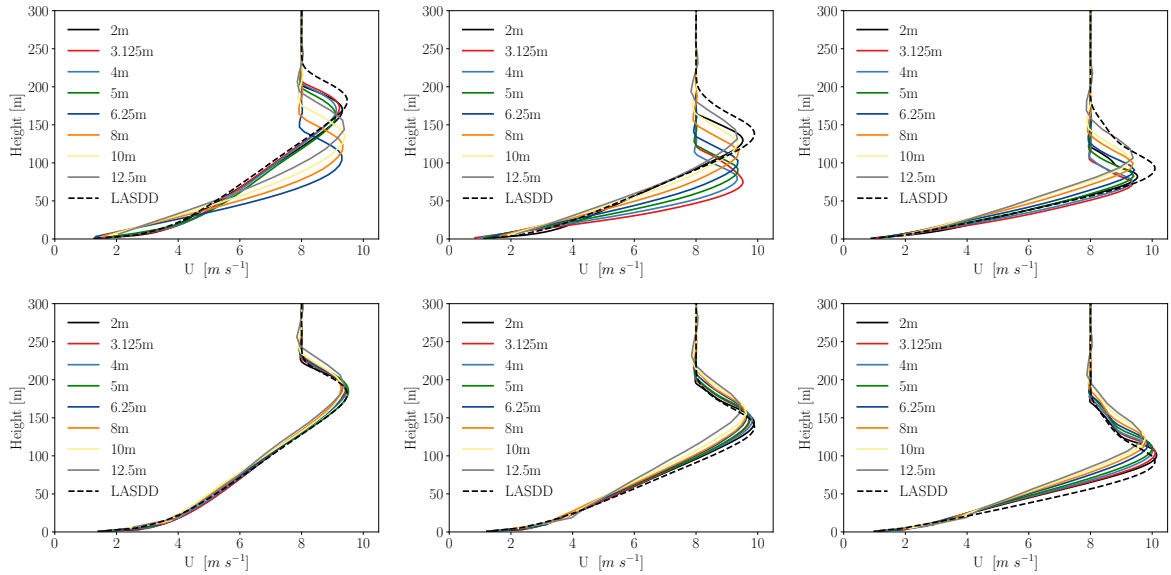 300
250
200
150
100
50
0
Height [m]
2m
3.125m
4m
5m
6.25m
8m
10m
12.5m
LASDD
0 2 4 6 8 10
U [m s⁻¹]
300
250
200
150
100
50
0
Height [m]
2m
3.125m
4m
5m
6.25m
8m
10m
12.5m
LASDD
0 2 4 6 8 10
U [m s⁻¹]
300
250
200
150
100
50
0
Height [m]
2m
3.125m
4m
5m
6.25m
8m
10m
12.5m
LASDD
0 2 4 6 8 10
U [m s⁻¹]
300
250
200
150
100
50
0
Height [m]
2m
3.125m
4m
5m
6.25m
8m
10m
12.5m
LASDD
0 2 4 6 8 10
U [m s⁻¹]
300
250
200
150
100
50
0
Height [m]
2m
3.125m
4m
5m
6.25m
8m
10m
12.5m
LASDD
0 2 4 6 8 10
U [m s⁻¹]
300
250
200
150
100
50
0
Height [m]
2m
3.125m
4m
5m
6.25m
8m
10m
12.5m
LASDD
0 2 4 6 8 10
U [m s⁻¹]